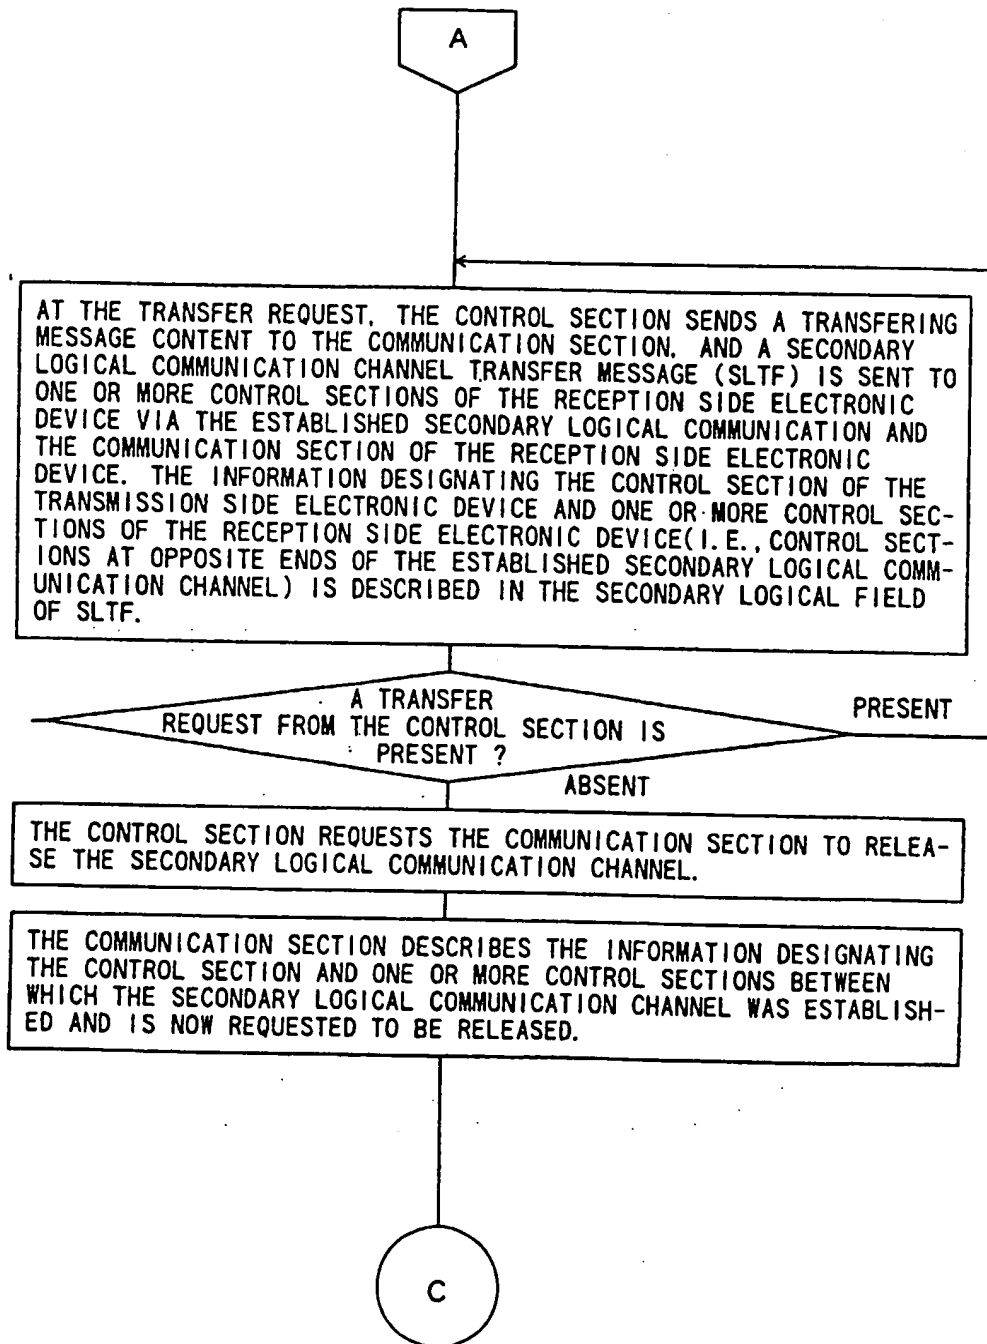 A
AT THE TRANSFER REQUEST, THE CONTROL SECTION SENDS A TRANSFERING
MESSAGE CONTENT TO THE COMMUNICATION SECTION, AND A SECONDARY
LOGICAL COMMUNICATION CHANNEL TRANSFER MESSAGE (SLTF) IS SENT TO
ONE OR MORE CONTROL SECTIONS OF THE RECEPTION SIDE ELECTRONIC
DEVICE VIA THE ESTABLISHED SECONDARY LOGICAL COMMUNICATION AND
THE COMMUNICATION SECTION OF THE RECEPTION SIDE ELECTRONIC
DEVICE. THE INFORMATION DESIGNATING THE CONTROL SECTION OF THE
TRANSMISSION SIDE ELECTRONIC DEVICE AND ONE OR MORE CONTROL SEC-
TIONS OF THE RECEPTION SIDE ELECTRONIC DEVICE(I.E.,CONTROL SECT-
IONS AT OPPOSITE ENDS OF THE ESTABLISHED SECONDARY LOGICAL COMM-
UNICATION CHANNEL) IS DESCRIBED IN THE SECONDARY LOGICAL FIELD
OF SLTF.
A TRANSFER
REQUEST FROM THE CONTROL SECTION IS
PRESENT ?
PRESENT
ABSENT
THE CONTROL SECTION REQUESTS THE COMMUNICATION SECTION TO RELEA-
SE THE SECONDARY LOGICAL COMMUNICATION CHANNEL.
THE COMMUNICATION SECTION DESCRIBES THE INFORMATION DESIGNATING
THE CONTROL SECTION AND ONE OR MORE CONTROL SECTIONS BETWEEN
WHICH THE SECONDARY LOGICAL COMMUNICATION CHANNEL WAS ESTABLISH-
ED AND IS NOW REQUESTED TO BE RELEASED.
C